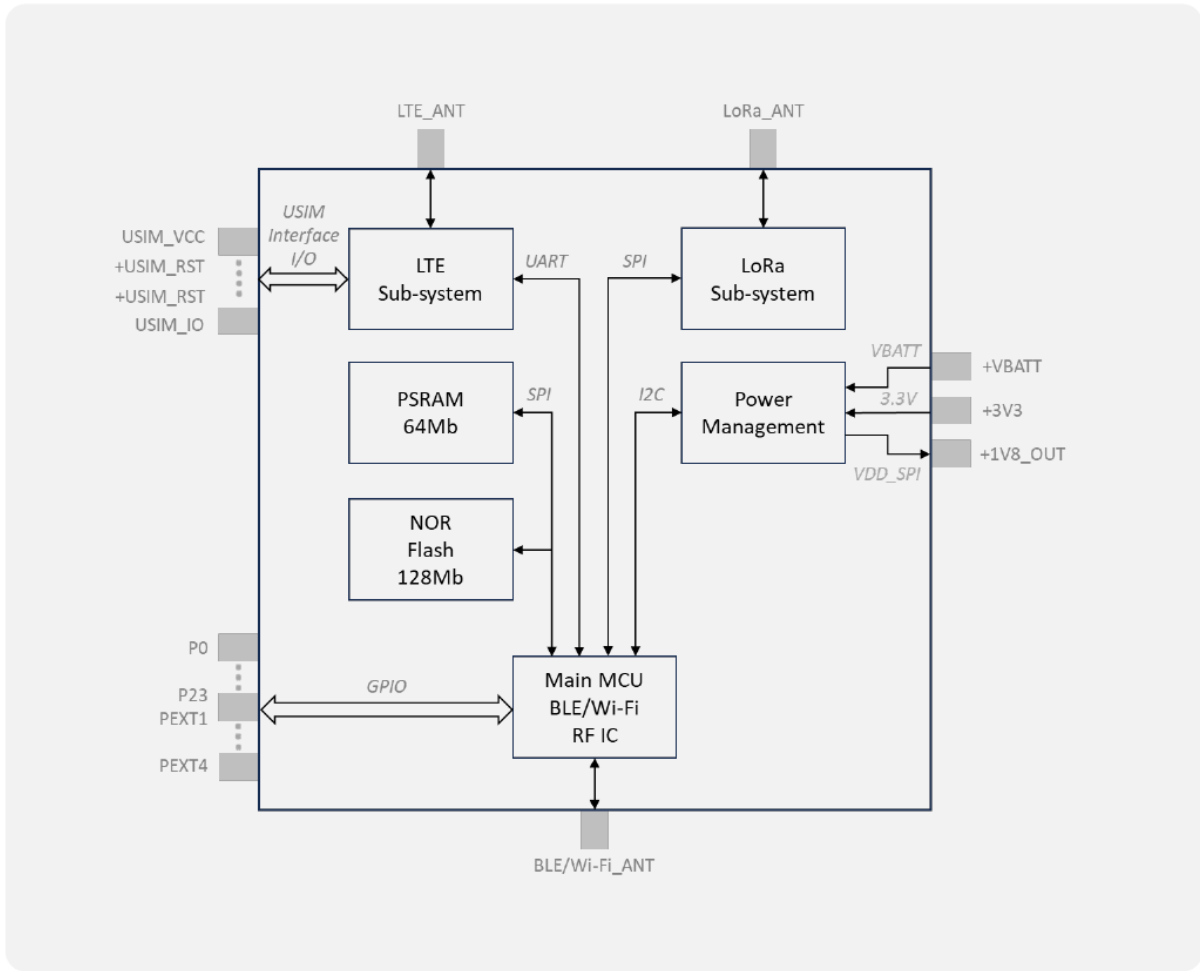 LTE_ANT
LoRa_ANT
USIM
Interface
I/O
USIM_VCC
+USIM_RST
+USIM_RST
USIM_IO
LTE
Sub-system
UART
SPI
LoRa
Sub-system
VBATT
+VBATT
3.3V
+3V3
+1V8_OUT
VDD_SPI
PSRAM
64Mb
SPI
I2C
Power
Management
NOR
Flash
128Mb
P0
P23
PEXT1
PEXT4
GPIO
Main MCU
BLE/Wi-Fi
RF IC
BLE/Wi-Fi_ANT